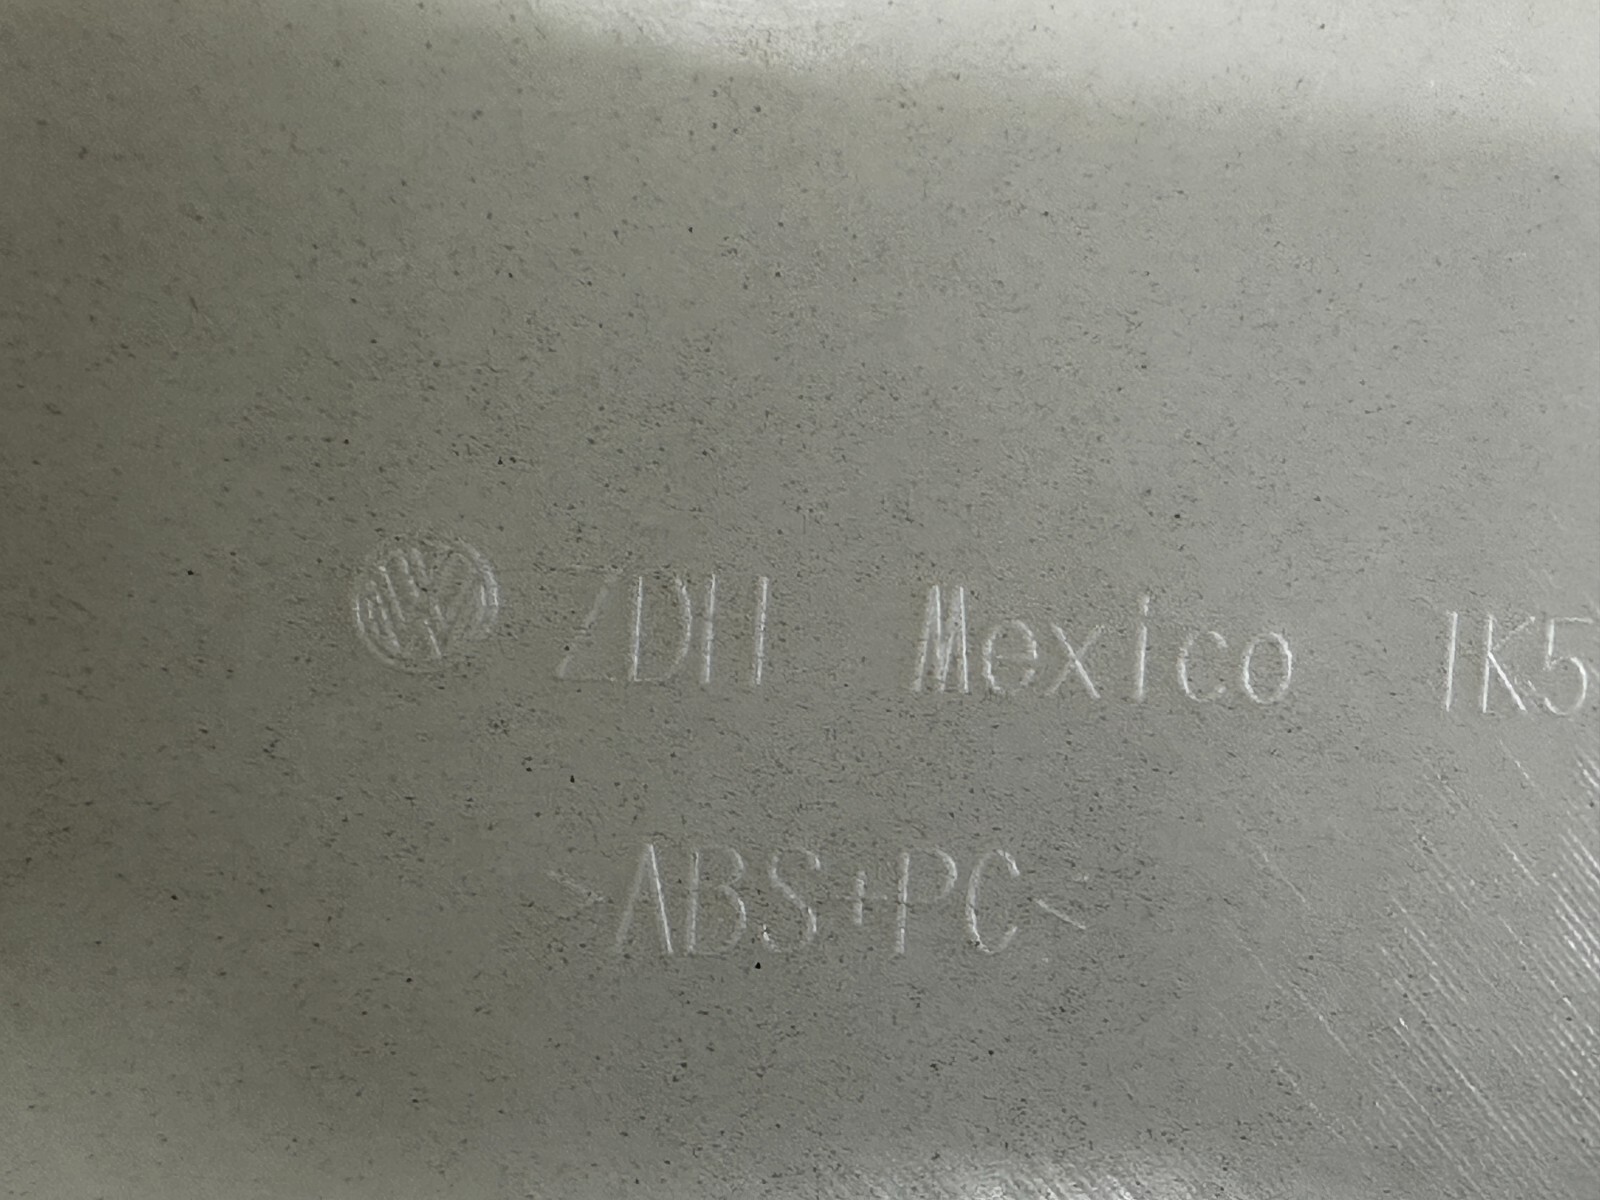 ZDH Mexico 1K5
>ABS+PC<